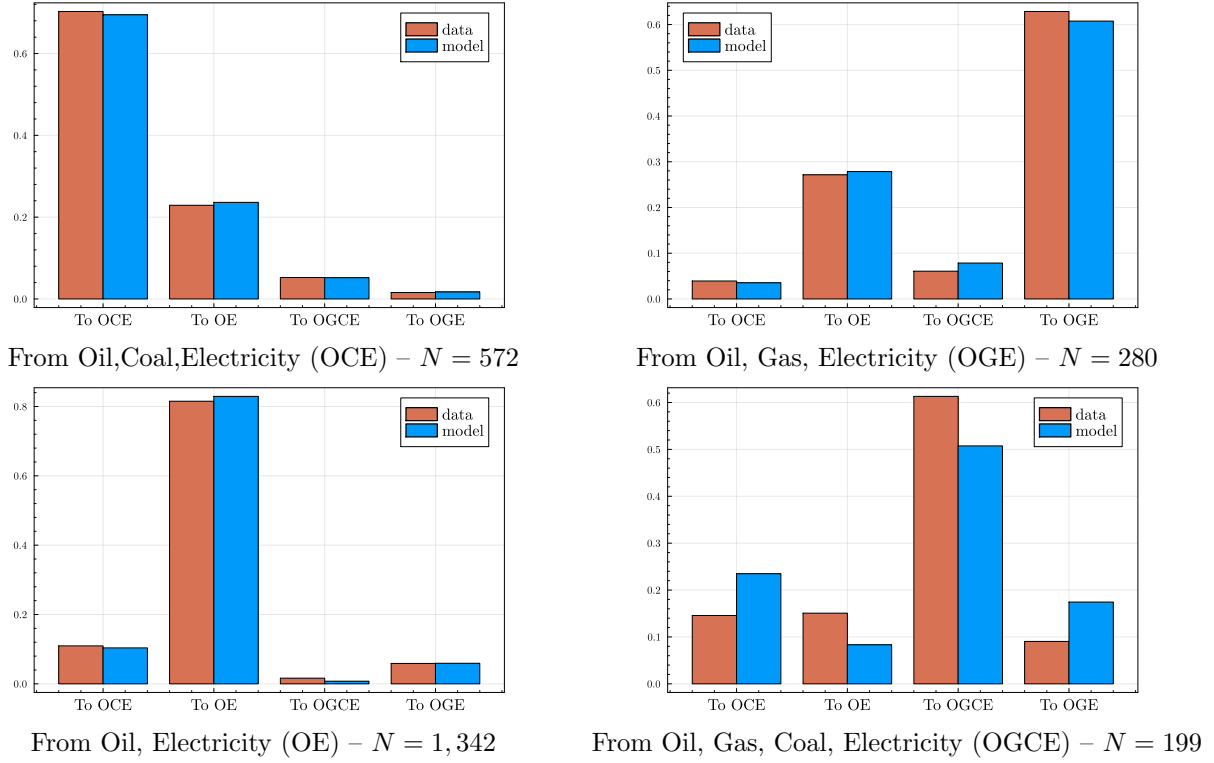 data
model
0.6
0.4
0.2
0.0
To OCE To OE To OGCE To OGE
From Oil,Coal,Electricity (OCE) – N = 572
data
model
0.6
0.5
0.4
0.3
0.2
0.1
0.0
To OCE To OE To OGCE To OGE
From Oil, Gas, Electricity (OGE) – N = 280
data
model
0.8
0.6
0.4
0.2
0.0
To OCE To OE To OGCE To OGE
From Oil, Electricity (OE) – N = 1, 342
data
model
0.6
0.5
0.4
0.3
0.2
0.1
0.0
To OCE To OE To OGCE To OGE
From Oil, Gas, Coal, Electricity (OGCE) – N = 199